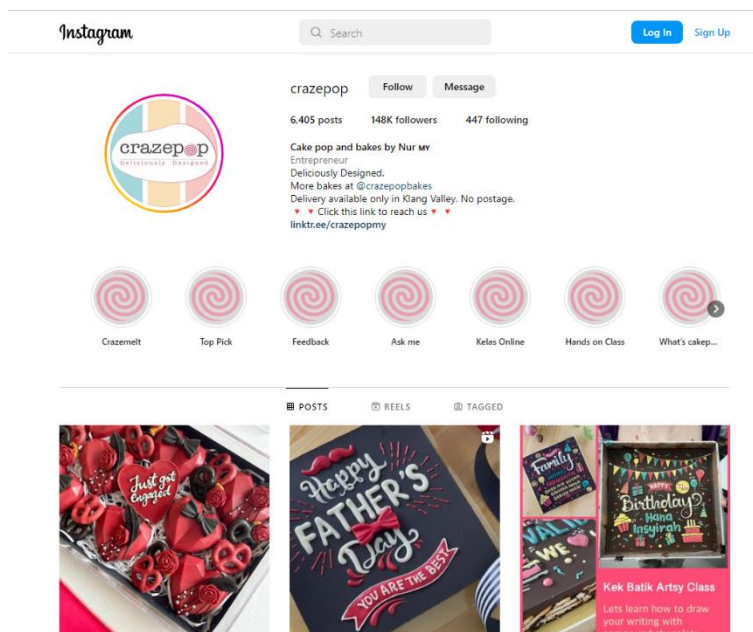 Instagram
Search
Log In
Sign Up
crazepop
Follow
Message
6,405 posts
148K followers
447 following
Cake pop and bakes by Nur MY
Entrepreneur
Deliciously Designed.
More bakes at @crazepopbakes
Delivery available only in Klang Valley. No postage.
🔻 🔻 Click this link to reach us 🔻 🔻
linktr.ee/crazepopmy
crazepop
Deliciously Designed
Crazemelt
Top Pick
Feedback
Ask me
Kelas Online
Hands on Class
What's cakep...
POSTS
REELS
TAGGED
Just got
Engaged
Happy
FATHER'S
Day
YOU ARE THE BEST
Family
HAPPY
Birthday
Hana
Insyirah
WE
Kek Batik Artsy Class
Lets learn how to draw
your writing with